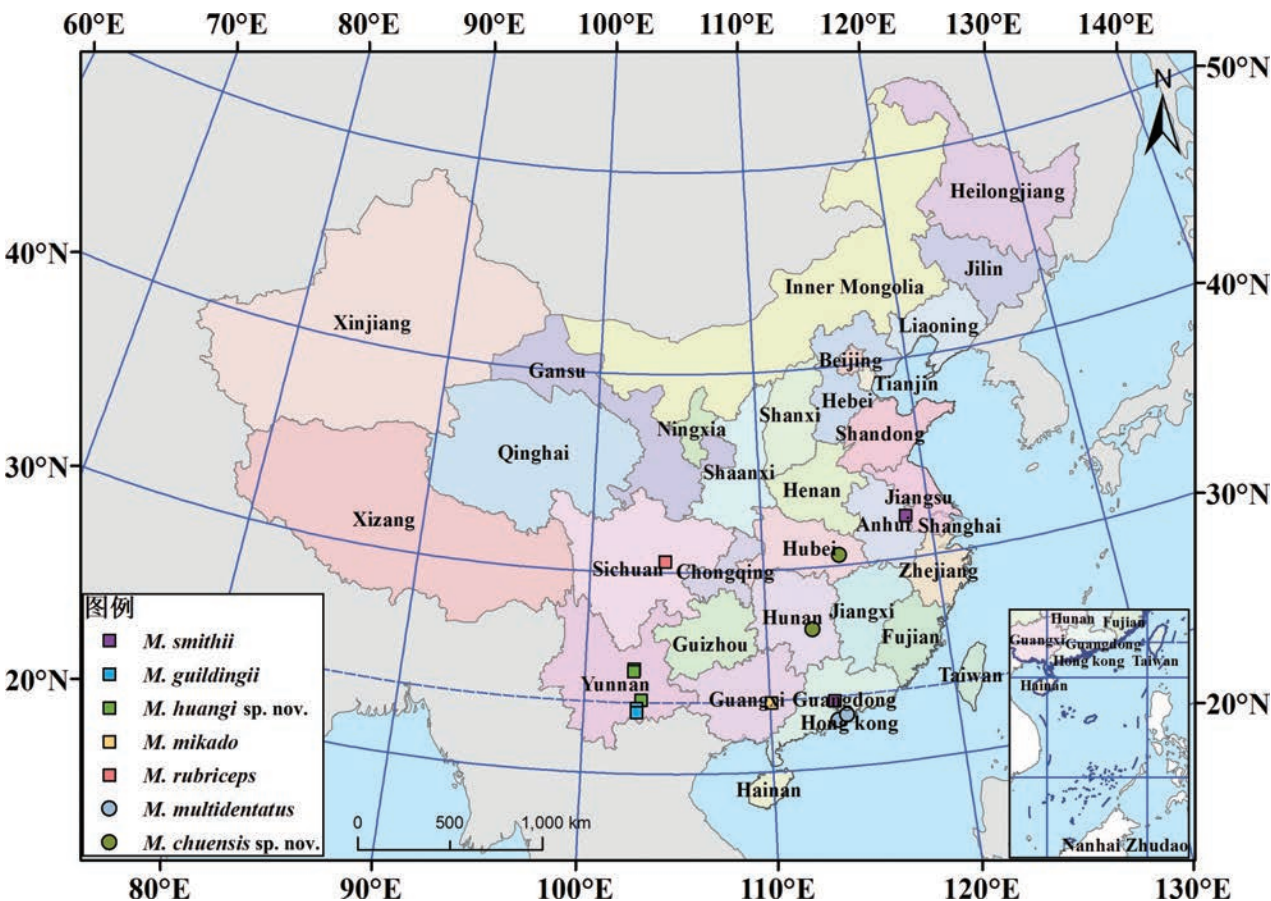 60°E 70°E 80°E 90°E 100°E 110°E 120°E 130°E 140°E
50°N
N
Heilongjiang
40°N
Jilin
40°N
Inner Mongolia
Xinjiang
Liaoning
Beijing
Gansu
Tianjin
Hebei
Shanxi
Ningxia
Shandong
Qinghai
30°N
Shaanxi
Henan
30°N
Jiangsu
Xizang
Anhui
Shanghai
Hubei
Sichuan
Chongqing
Zhejiang
Hunan
Jiangxi
Guizhou
Fujian
Taiwan
20°N
Yunnan
Guangxi
Guangdong
20°N
Hong kong
Hainan
图例
M. smithii
M. guildingii
M. huangi sp. nov.
M. mikado
M. rubriceps
M. multidentatus
M. chuensis sp. nov.
0 500 1,000 km
Hunan Fujian
Guangxi
Guangdong
Hong kong Taiwan
Hainan
Nanhai Zhudao
80°E 90°E 100°E 110°E 120°E 130°E